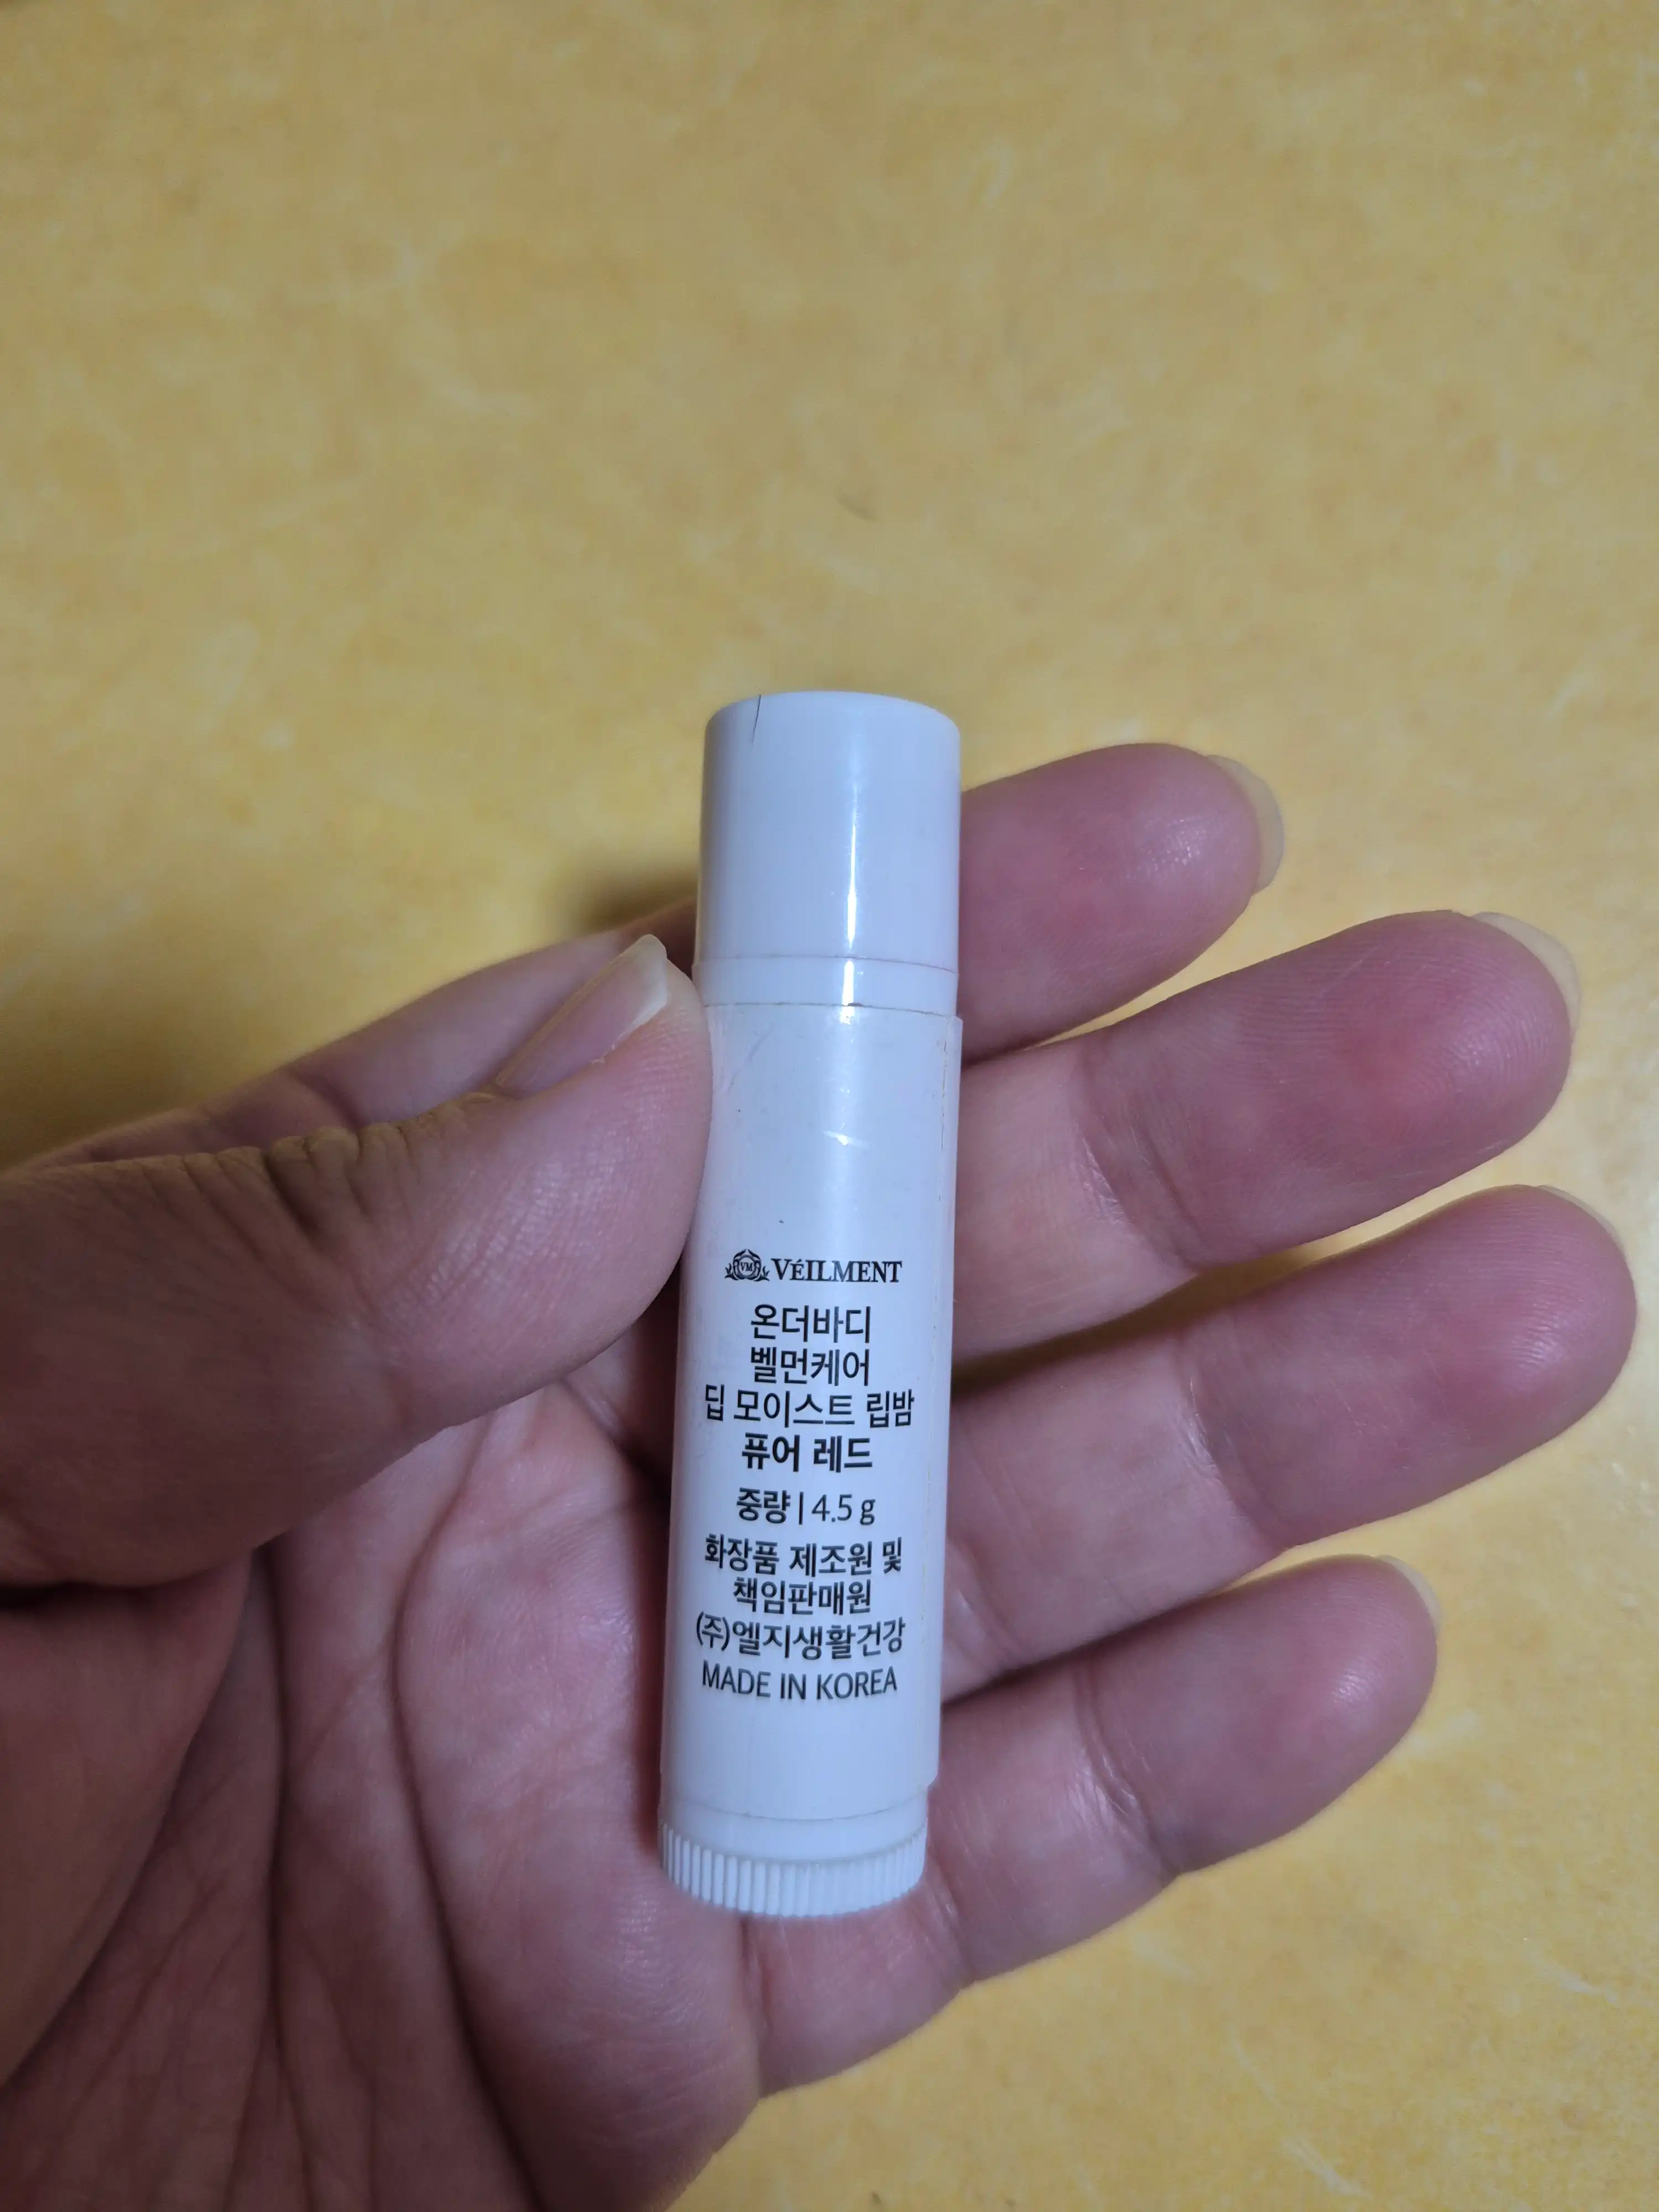 VM VÉILMENT
온더바디
벨먼케어
딥 모이스트 립밤
퓨어 레드
중량 | 4.5 g
화장품 제조원 및
책임판매원
(주)엘지생활건강
MADE IN KOREA